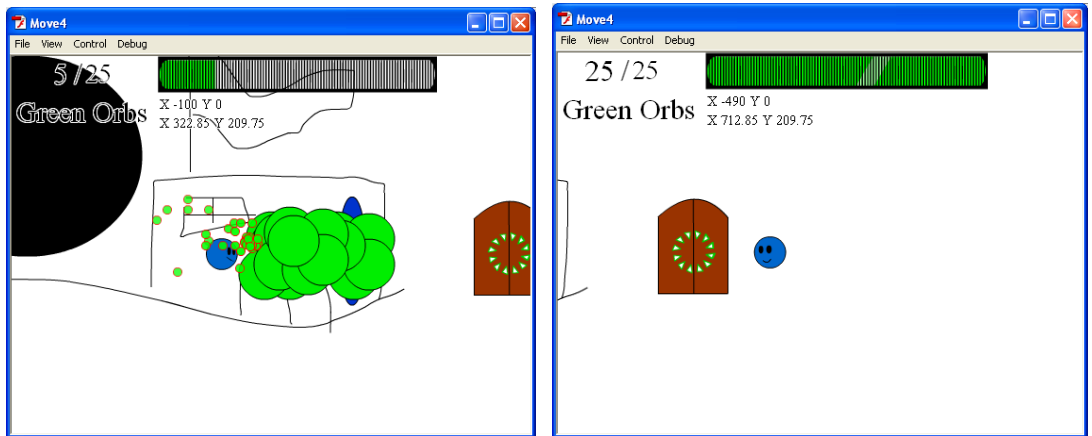 Move4
File View Control Debug
5/25
Green Orbs
X -100 Y 0
X 322.85 Y 209.75
Move4
File View Control Debug
25/25
Green Orbs
X -490 Y 0
X 712.85 Y 209.75